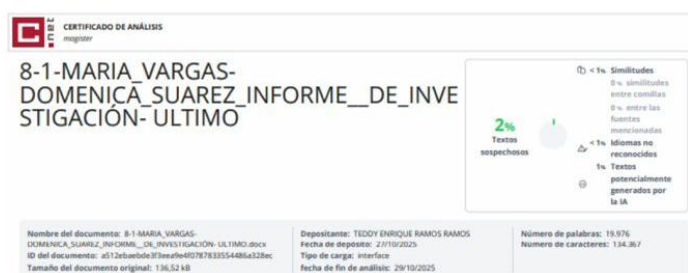 CERTIFICADO DE ANÁLISIS
magister
8-1-MARIA_VARGAS-
DOMENICA_SUAREZ_INFORME__DE_INVE
STIGACIÓN- ULTIMO
2%
Textos
sospechosos
< 1% Similitudes
0% similitudes
entre comillas
0% entre las
fuentes
mencionadas
< 1% Idiomas no
reconocidos
1% Textos
potencialmente
generados por
la IA
Nombre del documento: 8-1-MARIA_VARGAS-
DOMENICA_SUAREZ_INFORME__DE_INVESTIGACIÓN- ULTIMO.docx
ID del documento: a512ebaebde3f3eea9e4f0787833554486a328ec
Tamaño del documento original: 136,52 kB
Depositante: TEDDY ENRIQUE RAMOS RAMOS
Fecha de depósito: 27/10/2025
Tipo de carga: interface
fecha de fin de análisis: 29/10/2025
Número de palabras: 19.976
Número de caracteres: 134.367